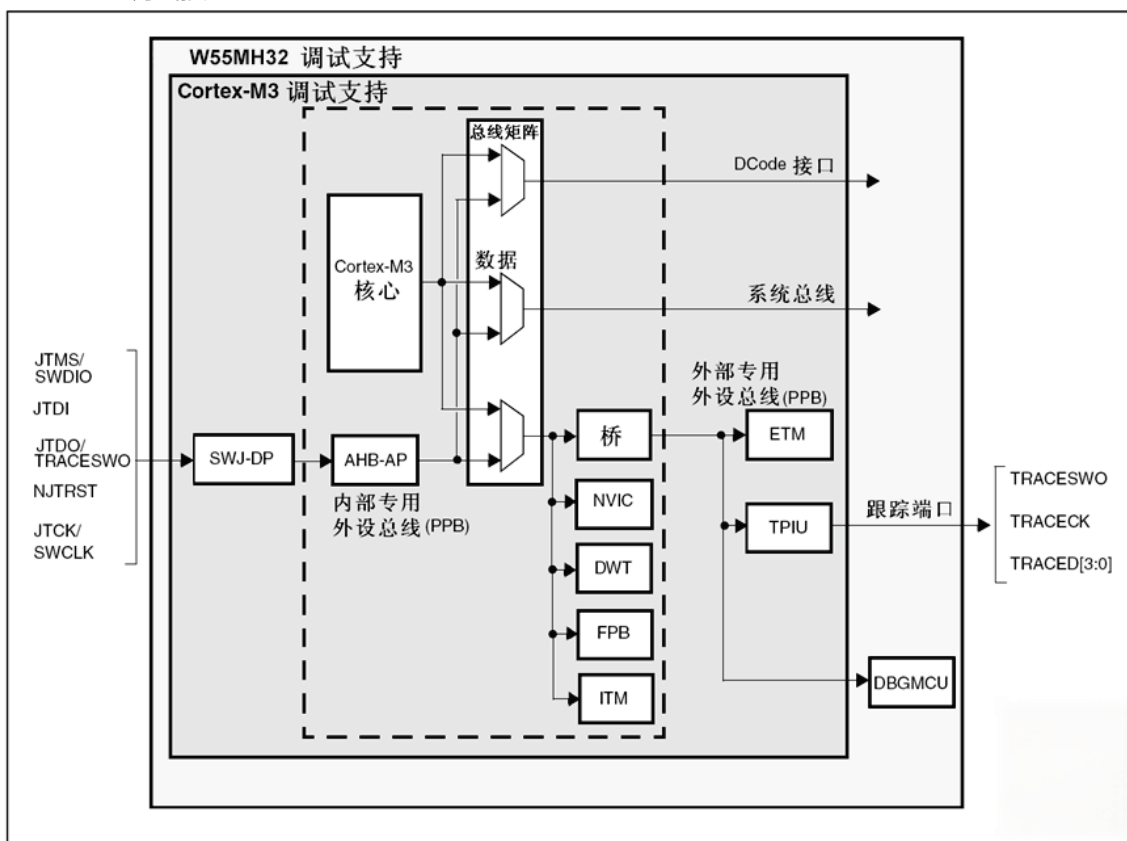 W55MH32 调试支持
Cortex-M3 调试支持
总线矩阵
DCode 接口
Cortex-M3
核心
数据
系统总线
JTMS/
SWDIO
JTDI
JTDO/
TRACESWO
NJTRST
JTCK/
SWCLK
SWJ-DP
AHB-AP
内部专用
外设总线(PPB)
桥
NVIC
DWT
FPB
ITM
外部专用
外设总线(PPB)
ETM
TPIU
跟踪端口
TRACESWO
TRACECK
TRACED[3:0]
DBGMCU